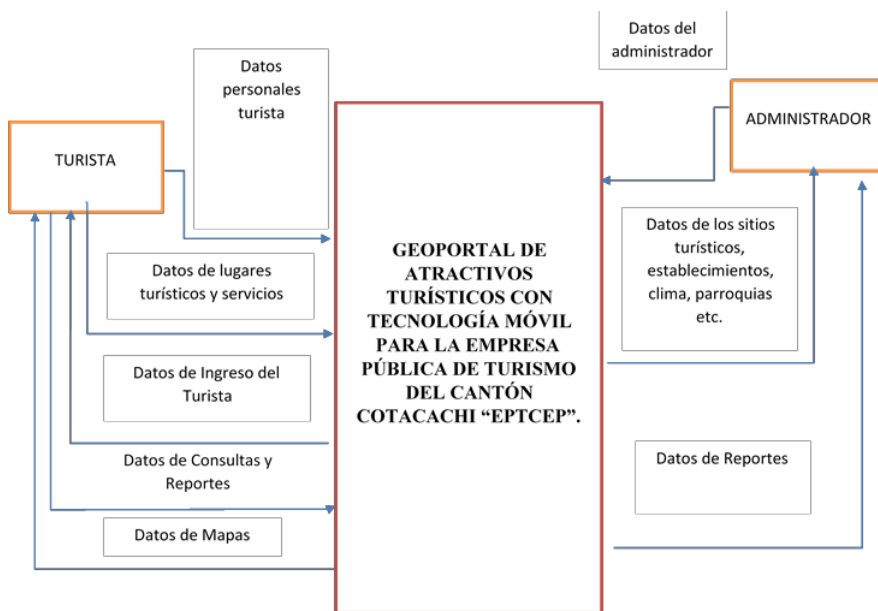 Datos del
administrador
Datos
personales
turista
TURISTA
ADMINISTRADOR
Datos de lugares
turísticos y servicios
Datos de Ingreso del
Turista
Datos de Consultas y
Reportes
Datos de Mapas
GEOPORTAL DE
ATRACTIVOS
TURÍSTICOS CON
TECNOLOGÍA MÓVIL
PARA LA EMPRESA
PÚBLICA DE TURISMO
DEL CANTÓN
COTACACHI “EPTCEP”.
Datos de los sitios
turísticos,
establecimientos,
clima, parroquias
etc.
Datos de Reportes